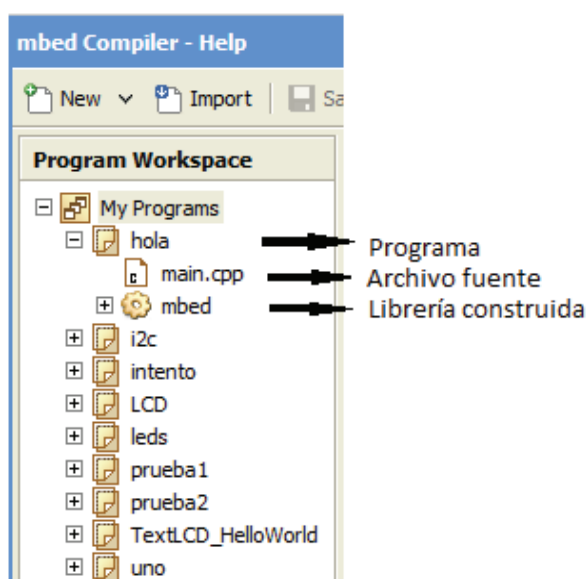 mbed Compiler - Help
New Import Sa
Program Workspace
My Programs
hola Programa
main.cpp Archivo fuente
mbed Librería construida
i2c
intento
LCD
leds
prueba1
prueba2
TextLCD_HelloWorld
uno